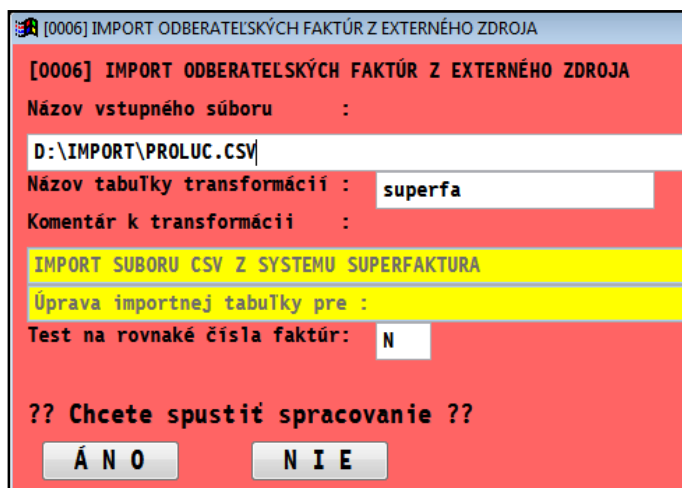 [0006] IMPORT ODBERATEĽSKÝCH FAKTÚR Z EXTERNÉHO ZDROJA
[0006] IMPORT ODBERATEĽSKÝCH FAKTÚR Z EXTERNÉHO ZDROJA
Názov vstupného súboru :
D:\IMPORT\PROLUC.CSV
Názov tabuľky transformácií : superfa
Komentár k transformácii :
IMPORT SUBORU CSV Z SYSTEMU SUPERFAKTURA
Úprava importnej tabuľky pre :
Test na rovnaké čísla faktúr: N
?? Chcete spustiť spracovanie ??
Á N O N I E